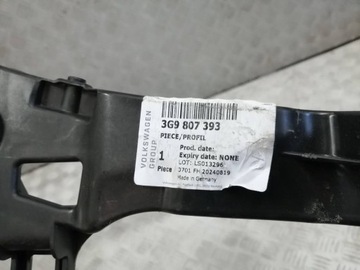 3G9 807 393
PIECE/PROFIL
VOLKSWAGEN
GROUP
Prod. date:
Expiry date: NONE
LOT: LS013296
1
Piece
0701 FH 20240819
Made in Germany